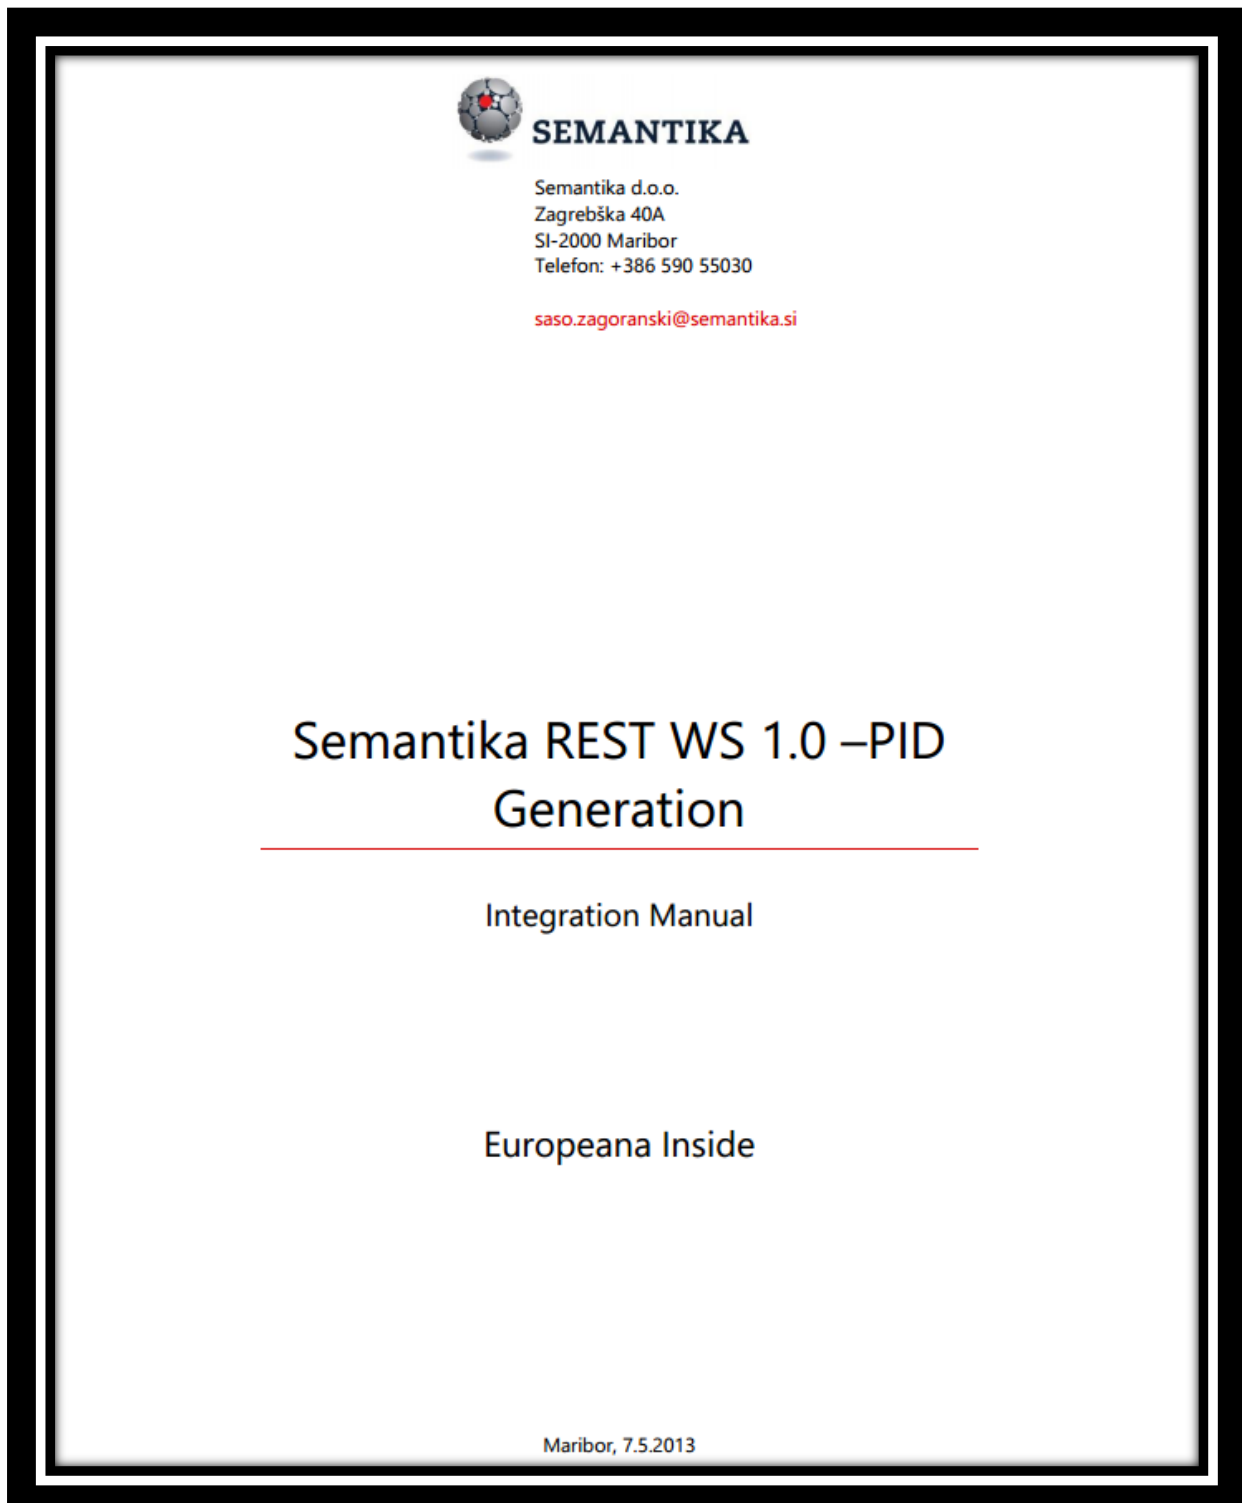 SEMANTIKA
Semantika d.o.o.
Zagrebška 40A
SI-2000 Maribor
Telefon: +386 590 55030
saso.zagoranski@semantika.si
Semantika REST WS 1.0 –PID
Generation
Integration Manual
Europeana Inside
Maribor, 7.5.2013